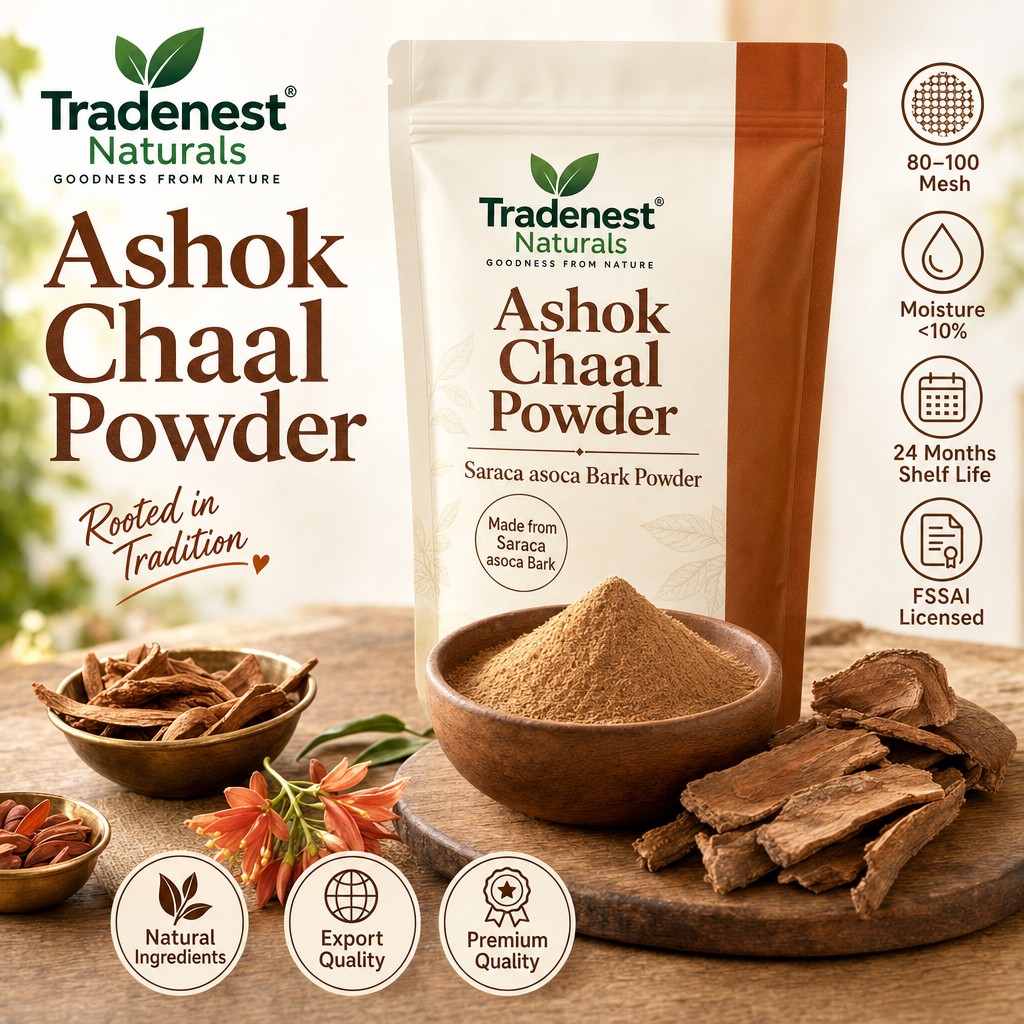 Tradenest®
Naturals
GOODNESS FROM NATURE
Ashok
Chaal
Powder
Rooted in
Tradition
Tradenest®
Naturals
GOODNESS FROM NATURE
Ashok
Chaal
Powder
Saraca asoca Bark Powder
Made from
Saraca
asoca Bark
80–100
Mesh
Moisture
<10%
24 Months
Shelf Life
FSSAI
Licensed
Natural
Ingredients
Export
Quality
Premium
Quality